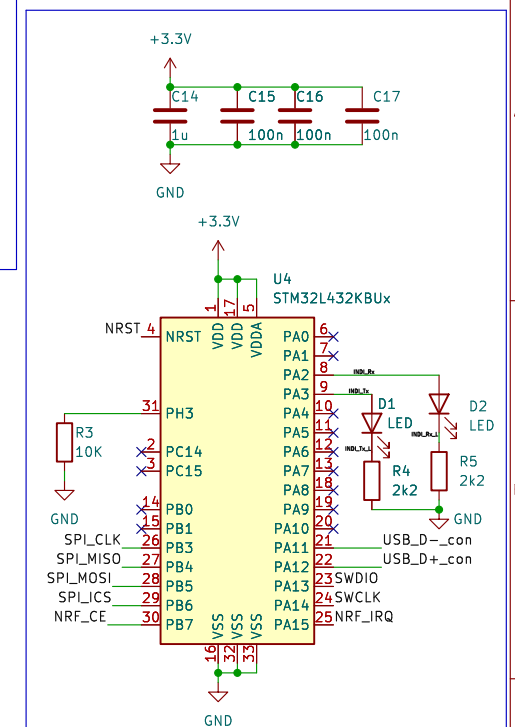 +3.3V
C14 C15 C16 C17
1u 100n 100n 100n
GND
+3.3V
U4
STM32L432KBUx
1 17 5
VDD VDD VDDA
NRST 4 NRST PA0 6
PA1 7
PA2 8 INDI_Rx
PA3 9 INDI_Tx
31 PH3 PA4 10
D1
LED
D2
LED
R3
10K
PA5 11 INDI_Rx_L
2 PC14 PA6 12 INDI_Tx_L
3 PC15 PA7 13
R4
2k2
R5
2k2
PA8 18
14 PB0 PA9 19
GND
15 PB1 PA10 20
GND
SPI_CLK 26 PB3 PA11 21 USB_D-_con
SPI_MISO 27 PB4 PA12 22 USB_D+_con
SPI_MOSI 28 PB5 PA13 23 SWDIO
SPI_ICS 29 PB6 PA14 24 SWCLK
NRF_CE 30 PB7 PA15 25 NRF_IRQ
VSS VSS VSS
16 32 33
GND